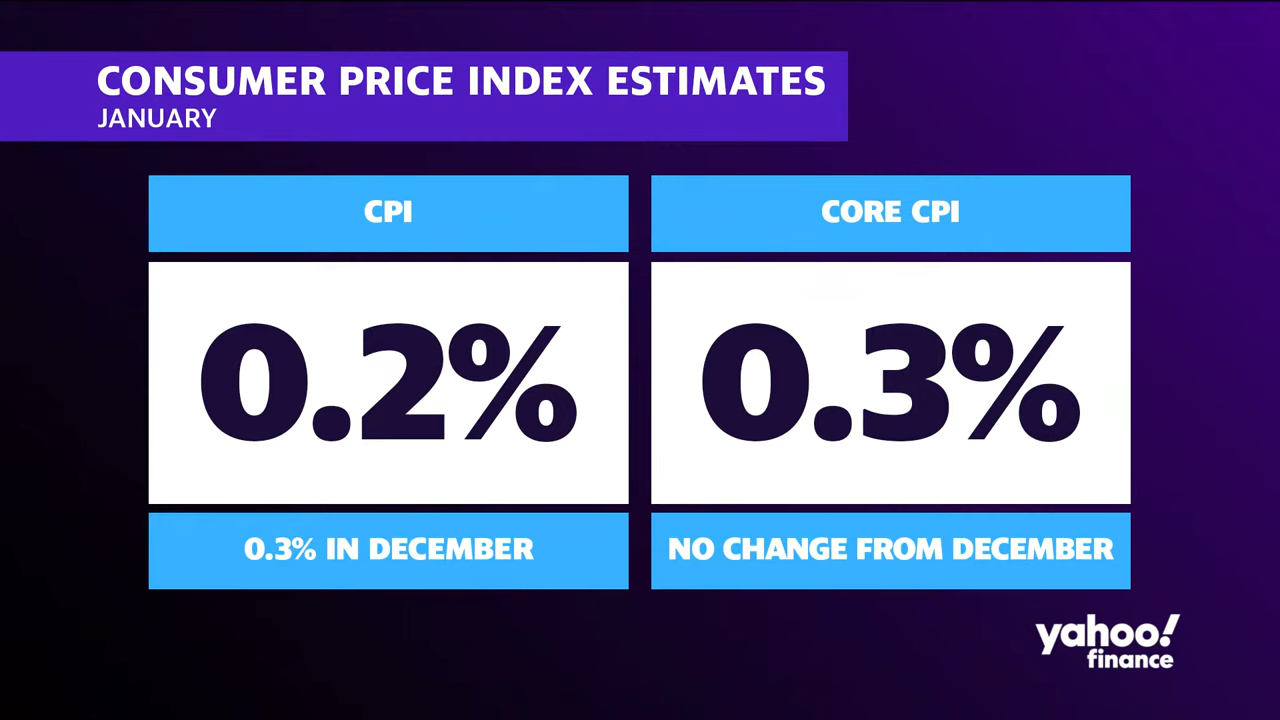 CONSUMER PRICE INDEX ESTIMATES
JANUARY
CPI
0.2%
0.3% IN DECEMBER
CORE CPI
0.3%
NO CHANGE FROM DECEMBER
yahoo!
finance